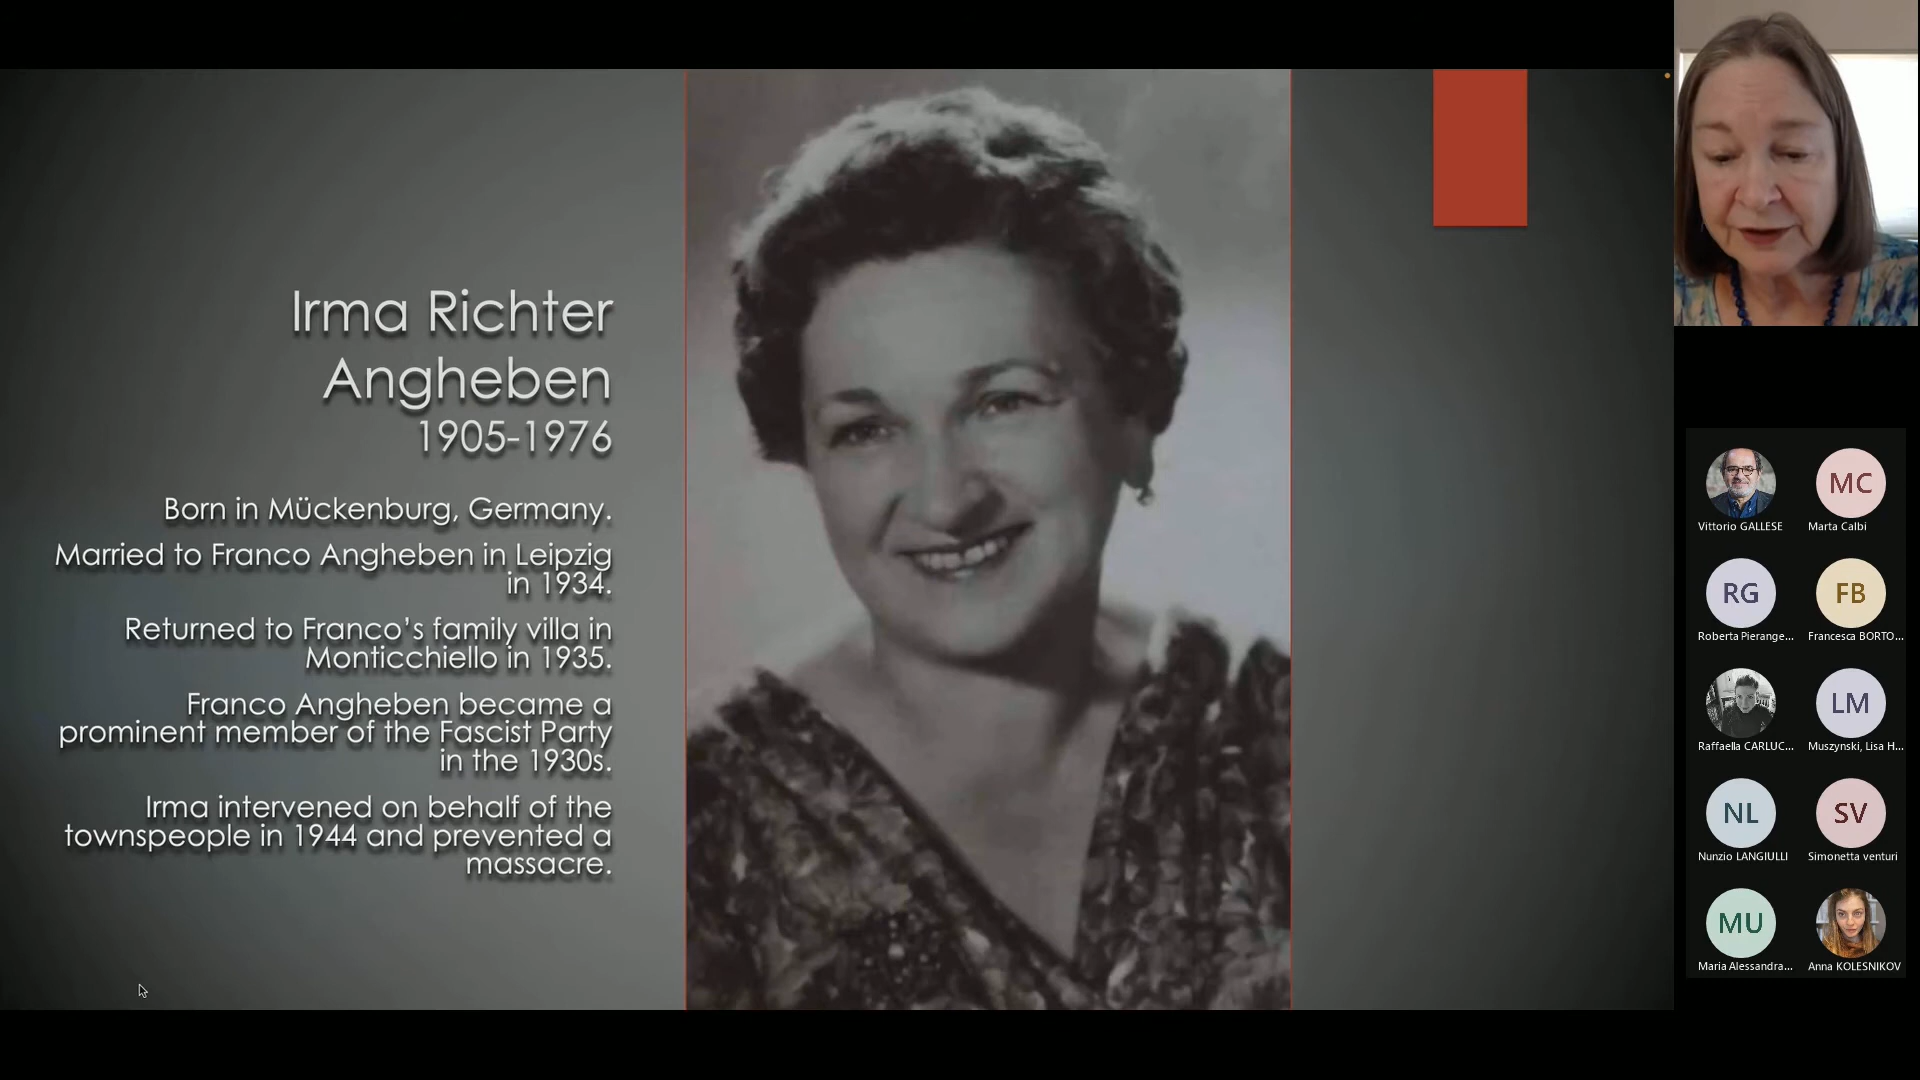 Irma Richter
Angheben
1905-1976
Born in Mückenburg, Germany.
Married to Franco Angheben in Leipzig
in 1934.
Returned to Franco’s family villa in
Monticchiello in 1935.
Franco Angheben became a
prominent member of the Fascist Party
in the 1930s.
Irma intervened on behalf of the
townspeople in 1944 and prevented a
massacre.
Vittorio GALLESE
MC
Marta Calbi
RG
Roberta Pierange...
FB
Francesca BORTO...
Raffaella CARLUC...
LM
Muszynski, Lisa H...
NL
Nunzio LANGIULLI
SV
Simonetta venturi
MU
Maria Alessandra...
Anna KOLESNIKOV